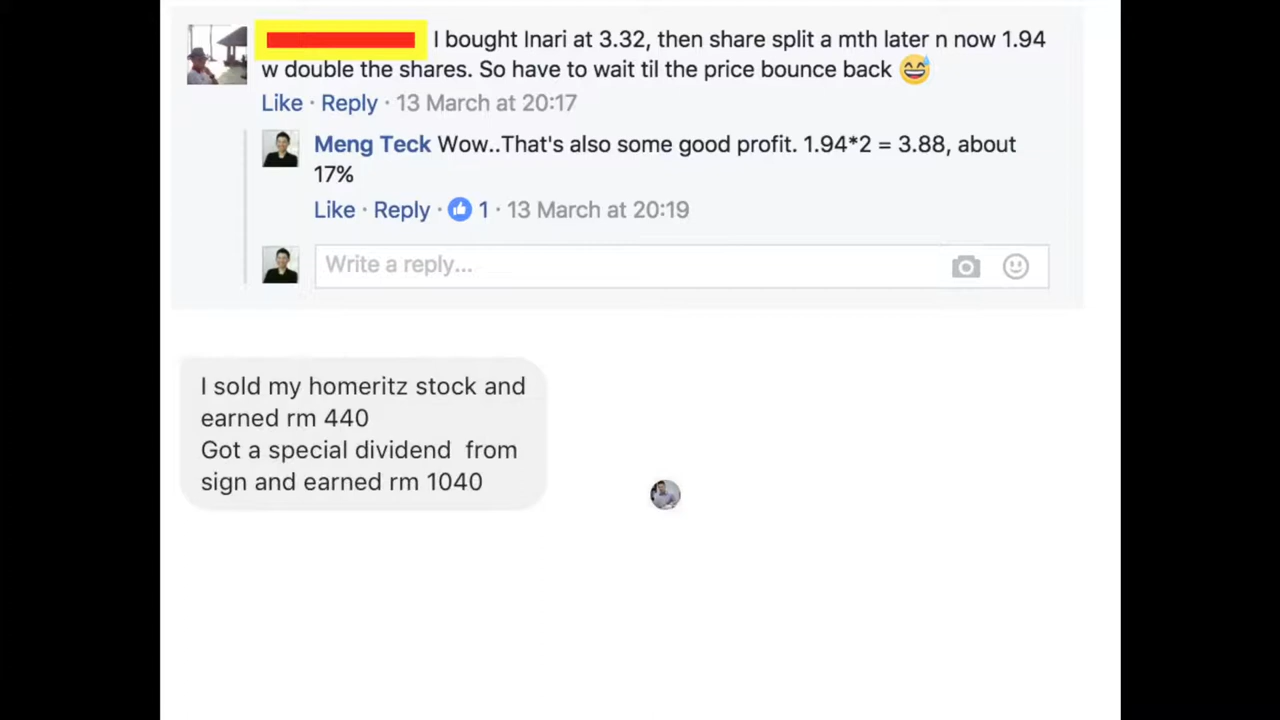 I bought Inari at 3.32, then share split a mth later n now 1.94
w double the shares. So have to wait til the price bounce back 😅
Like · Reply · 13 March at 20:17
Meng Teck Wow..That's also some good profit. 1.94*2 = 3.88, about
17%
Like · Reply · 1 · 13 March at 20:19
Write a reply...
I sold my homeritz stock and
earned rm 440
Got a special dividend  from
sign and earned rm 1040